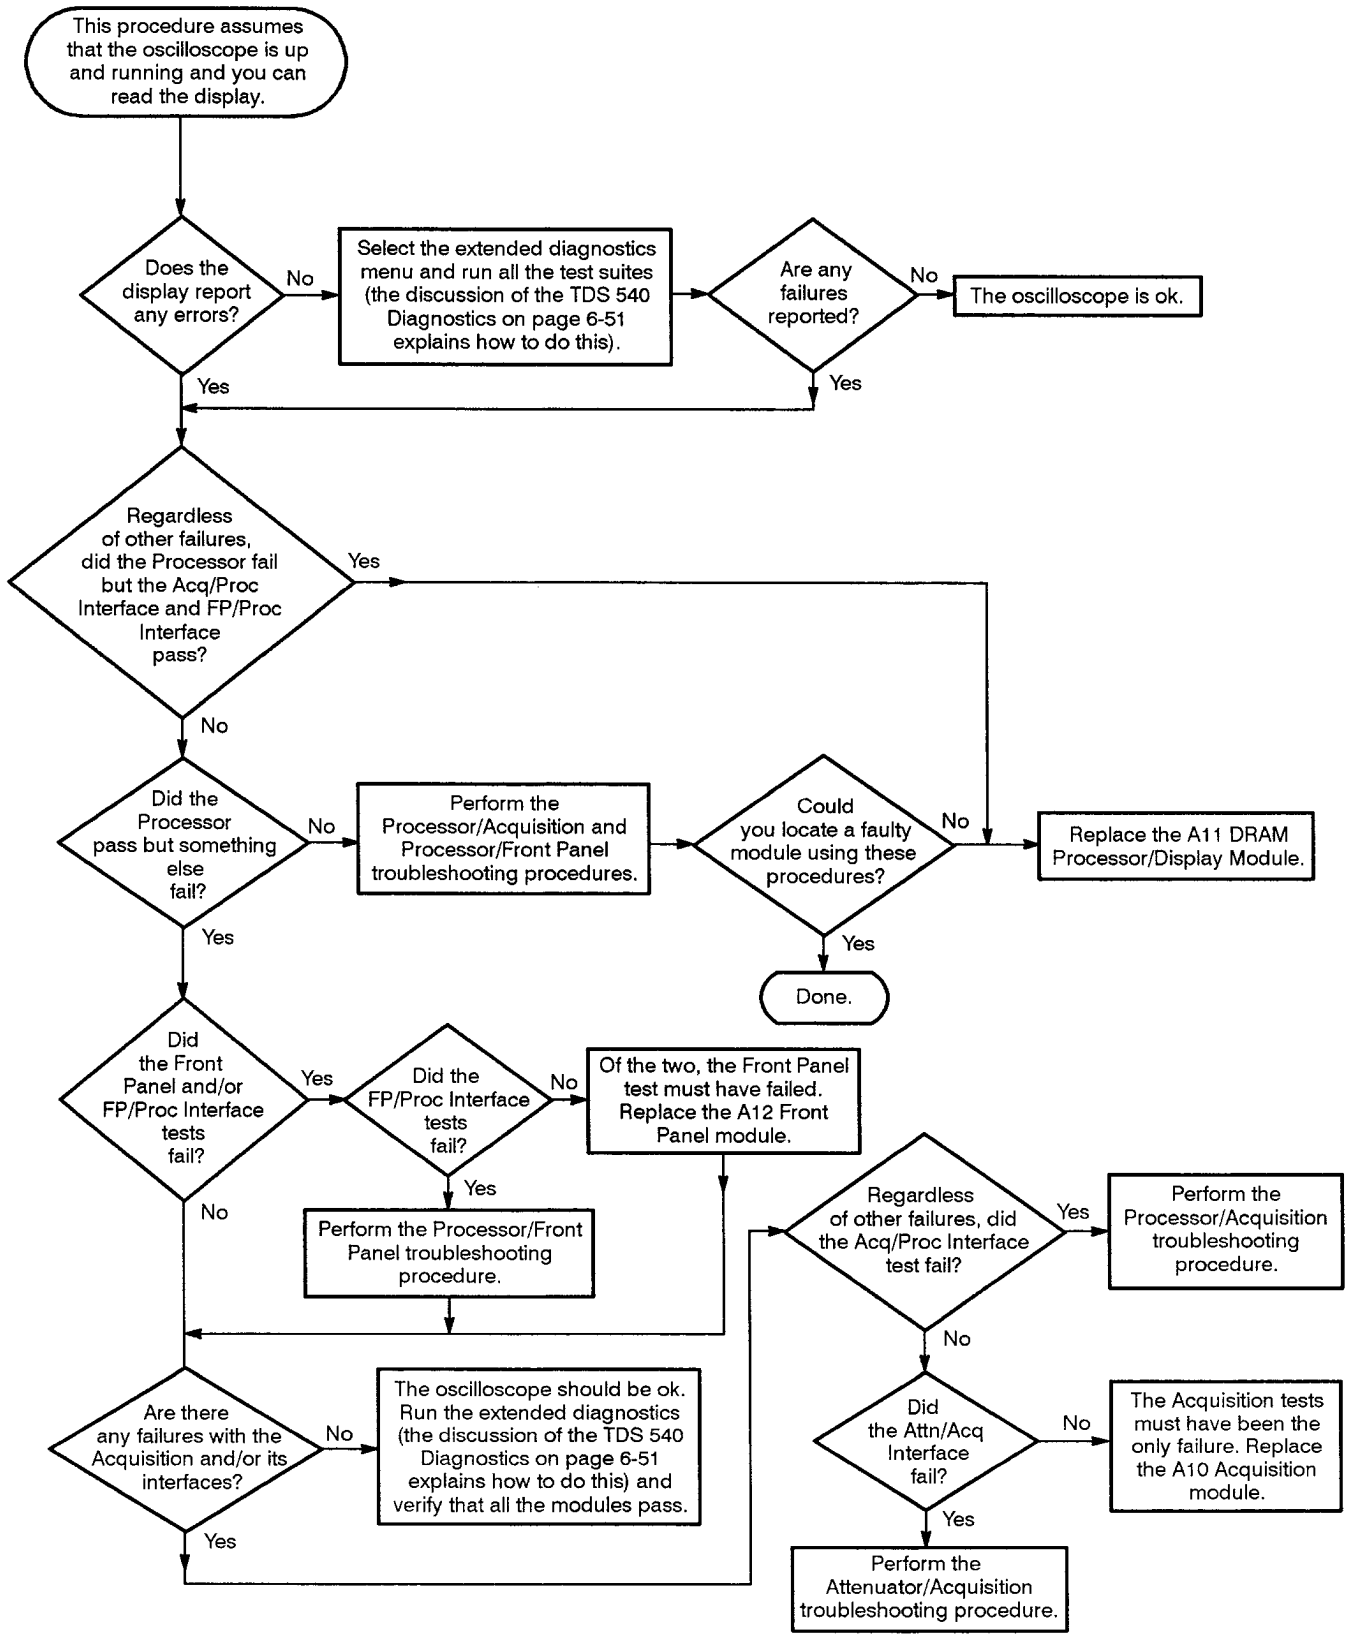 This procedure assumes
that the oscilloscope is up
and running and you can
read the display.
Does the
display report
any errors?
No
Select the extended diagnostics
menu and run all the test suites
(the discussion of the TDS 540
Diagnostics on page 6-51
explains how to do this).
Are any
failures
reported?
No
The oscilloscope is ok.
Yes
Yes
Regardless
of other failures,
did the Processor fail
but the Acq/Proc
Interface and FP/Proc
Interface
pass?
Yes
No
Did the
Processor
pass but something
else
fail?
No
Perform the
Processor/Acquisition and
Processor/Front Panel
troubleshooting procedures.
Could
you locate a faulty
module using these
procedures?
No
Replace the A11 DRAM
Processor/Display Module.
Yes
Done.
Yes
Did
the Front
Panel and/or
FP/Proc Interface
tests
fail?
Yes
Did the
FP/Proc Interface
tests
fail?
No
Of the two, the Front Panel
test must have failed.
Replace the A12 Front
Panel module.
Yes
Perform the Processor/Front
Panel troubleshooting
procedure.
No
Are there
any failures with the
Acquisition and/or its
interfaces?
No
The oscilloscope should be ok.
Run the extended diagnostics
(the discussion of the TDS 540
Diagnostics on page 6-51
explains how to do this) and
verify that all the modules pass.
Yes
Regardless
of other failures, did
the Acq/Proc Interface
test fail?
Yes
Perform the
Processor/Acquisition
troubleshooting
procedure.
No
Did
the Attn/Acq
Interface
fail?
No
The Acquisition tests
must have been the
only failure. Replace
the A10 Acquisition
module.
Yes
Perform the
Attenuator/Acquisition
troubleshooting procedure.